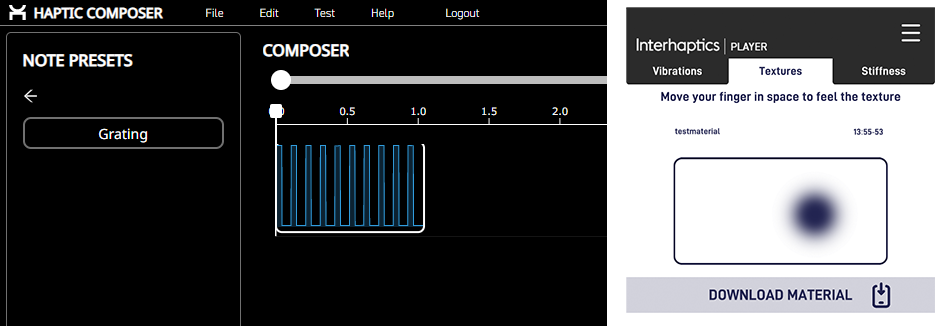 HAPTIC COMPOSER File Edit Test Help Logout
NOTE PRESETS
Grating
COMPOSER
0.5 1.0 1.5 2.0
Interhaptics | PLAYER
Vibrations Textures Stiffness
Move your finger in space to feel the texture
testmaterial 13:55-53
DOWNLOAD MATERIAL